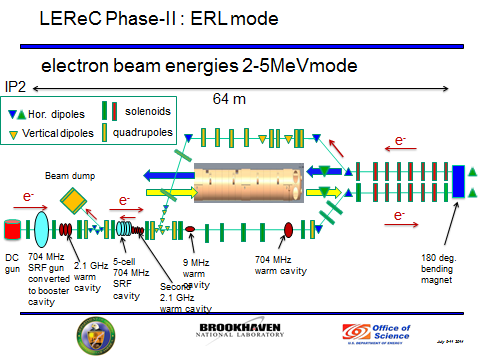 LEReC Phase-II : ERL mode
electron beam energies 2-5MeV mode
IP2
64 m
Hor. dipoles
solenoids
Vertical dipoles
quadrupoles
e-
Beam dump
e-
e-
e-
e-
DC
gun
704 MHz
SRF gun
converted
to booster
cavity
2.1 GHz
warm
cavity
5-cell
704 MHz
SRF
cavity
Second
2.1 GHz
warm cavity
9 MHz
warm
cavity
704 MHz
warm cavity
180 deg.
bending
magnet
BROOKHAVEN
NATIONAL LABORATORY
Office of
Science
U.S. DEPARTMENT OF ENERGY